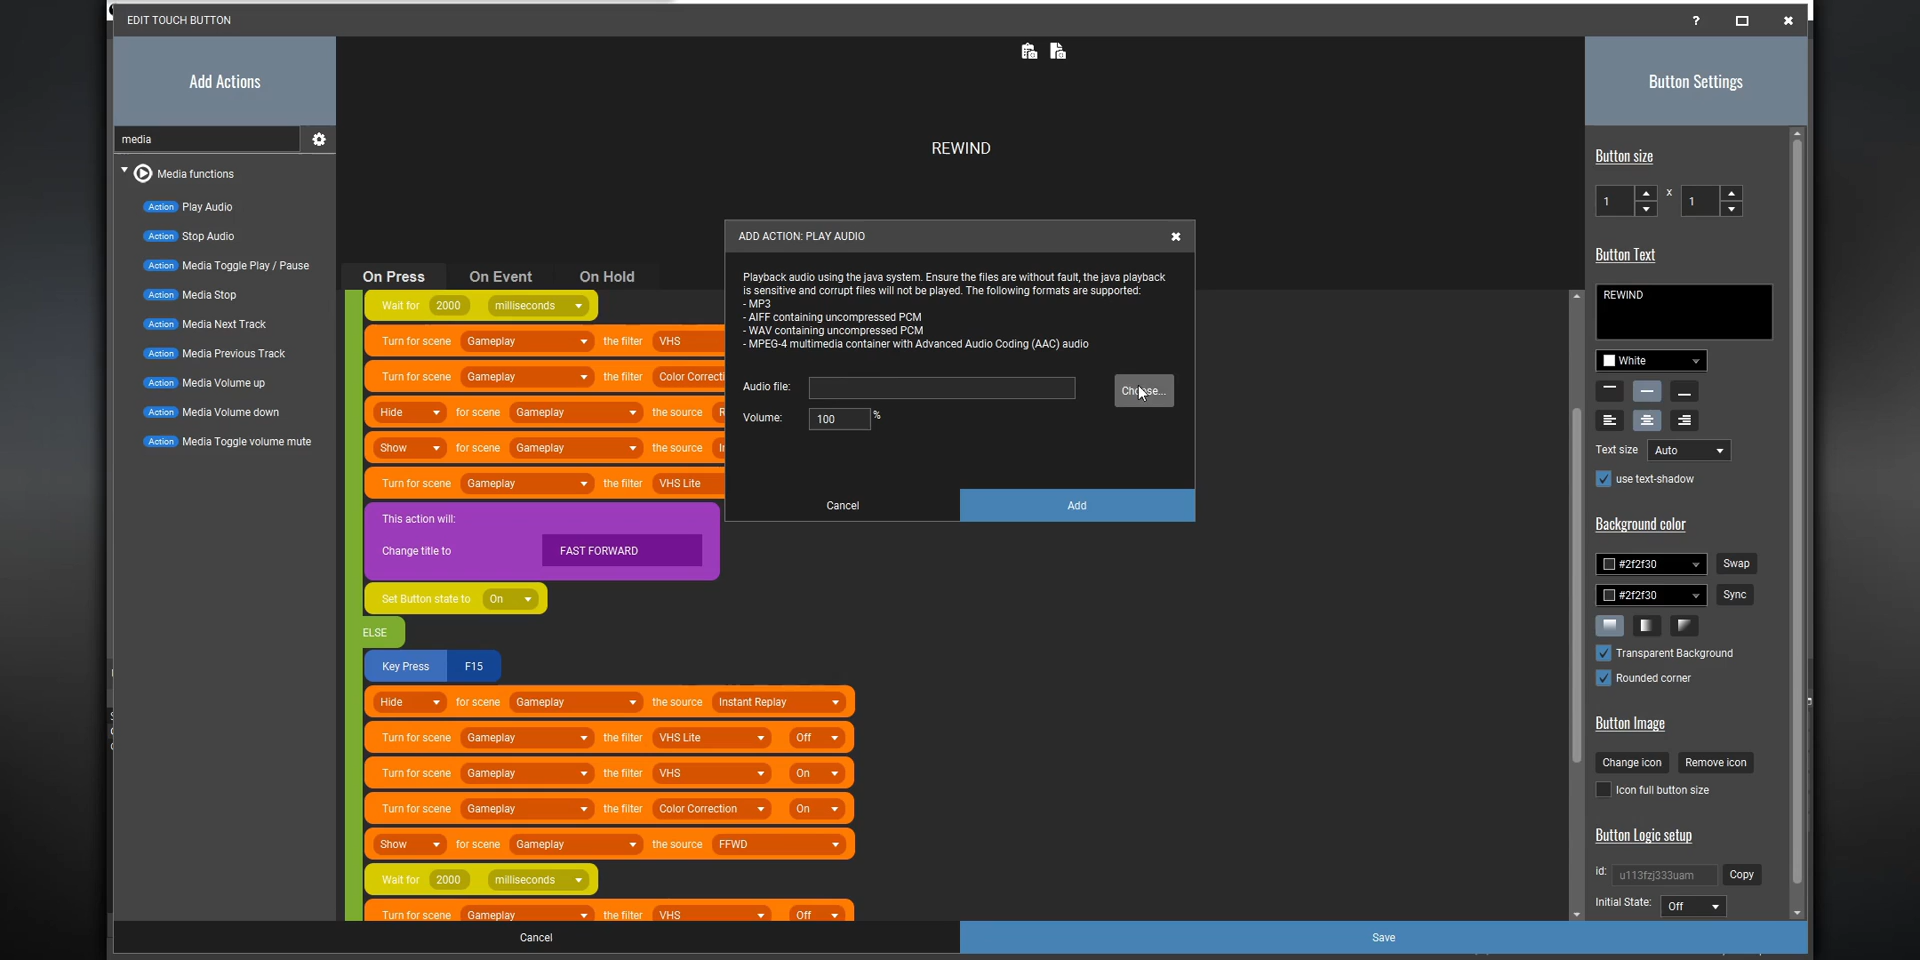 EDIT TOUCH BUTTON
?
Add Actions
Button Settings
media
REWIND
Media functions
Action Play Audio
Action Stop Audio
Action Media Toggle Play / Pause
Action Media Stop
Action Media Next Track
Action Media Previous Track
Action Media Volume up
Action Media Volume down
Action Media Toggle volume mute
On Press On Event On Hold
Wait for 2000 milliseconds
Turn for scene Gameplay the filter VHS
Turn for scene Gameplay the filter Color Correcti
Hide for scene Gameplay the source R
Show for scene Gameplay the source
Turn for scene Gameplay the filter VHS Lite
This action will:
Change title to FAST FORWARD
Set Button state to On
ELSE
Key Press F15
Hide for scene Gameplay the source Instant Replay
Turn for scene Gameplay the filter VHS Lite Off
Turn for scene Gameplay the filter VHS On
Turn for scene Gameplay the filter Color Correction On
Show for scene Gameplay the source FFWD
Wait for 2000 milliseconds
Turn for scene Gameplay the filter VHS Off
ADD ACTION: PLAY AUDIO
Playback audio using the java system. Ensure the files are without fault, the java playback
is sensitive and corrupt files will not be played. The following formats are supported:
- MP3
- AIFF containing uncompressed PCM
- WAV containing uncompressed PCM
- MPEG-4 multimedia container with Advanced Audio Coding (AAC) audio
Audio file: Choose...
Volume: 100 %
Cancel Add
Button size
1 x 1
Button Text
REWIND
White
Text size Auto
use text-shadow
Background color
#2f2f30 Swap
#2f2f30 Sync
Transparent Background
Rounded corner
Button Image
Change icon Remove icon
Icon full button size
Button Logic setup
id: u113fzj333uam Copy
Initial State: Off
Cancel Save